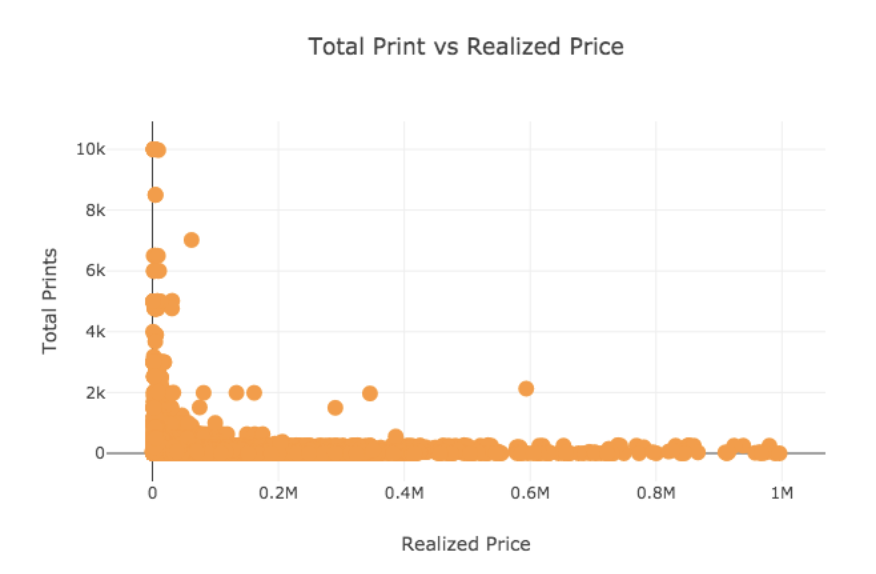 Total Print vs Realized Price
Total Prints
10k
8k
6k
4k
2k
0
0
0.2M
0.4M
0.6M
0.8M
1M
Realized Price